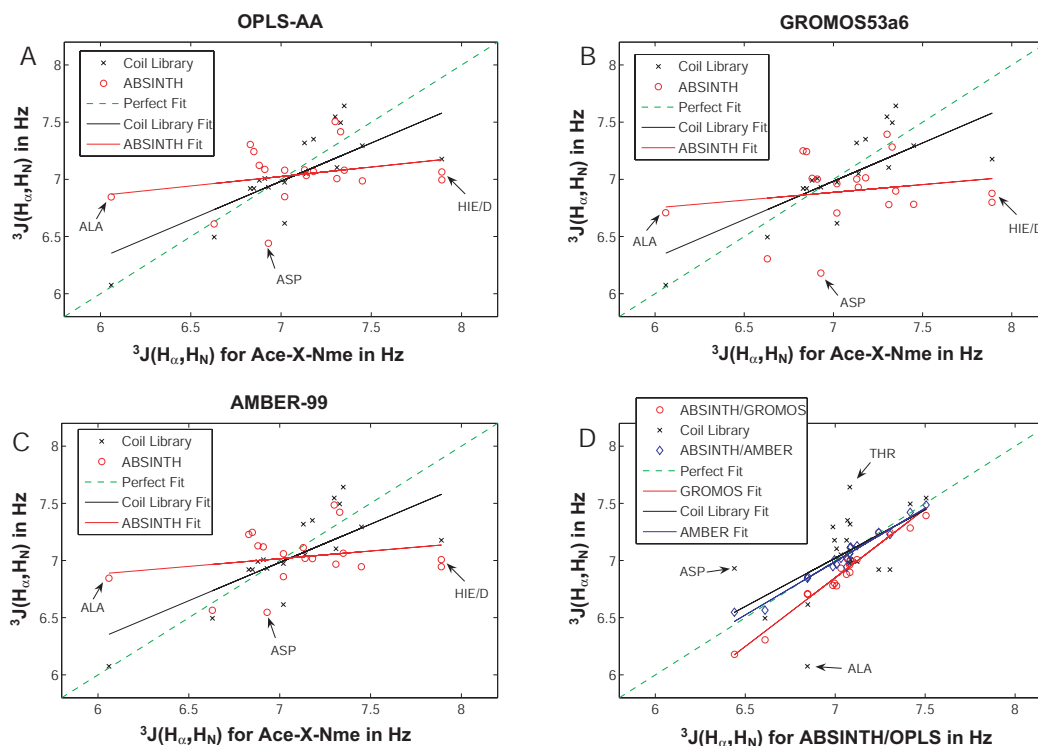 OPLS-AA
A
8
7.5
7
6.5
6
³J(Hα,HN) in Hz
Coil Library
ABSINTH
Perfect Fit
Coil Library Fit
ABSINTH Fit
ALA
ASP
HIE/D
6 6.5 7 7.5 8
³J(Hα,HN) for Ace-X-Nme in Hz
GROMOS53a6
B
8
7.5
7
6.5
6
³J(Hα,HN) in Hz
Coil Library
ABSINTH
Perfect Fit
Coil Library Fit
ABSINTH Fit
ALA
ASP
HIE/D
6 6.5 7 7.5 8
³J(Hα,HN) for Ace-X-Nme in Hz
AMBER-99
C
8
7.5
7
6.5
6
³J(Hα,HN) in Hz
Coil Library
ABSINTH
Perfect Fit
Coil Library Fit
ABSINTH Fit
ALA
ASP
HIE/D
6 6.5 7 7.5 8
³J(Hα,HN) for Ace-X-Nme in Hz
D
8
7.5
7
6.5
6
³J(Hα,HN) in Hz
ABSINTH/GROMOS
Coil Library
ABSINTH/AMBER
Perfect Fit
GROMOS Fit
Coil Library Fit
AMBER Fit
THR
ASP
ALA
6 6.5 7 7.5 8
³J(Hα,HN) for ABSINTH/OPLS in Hz